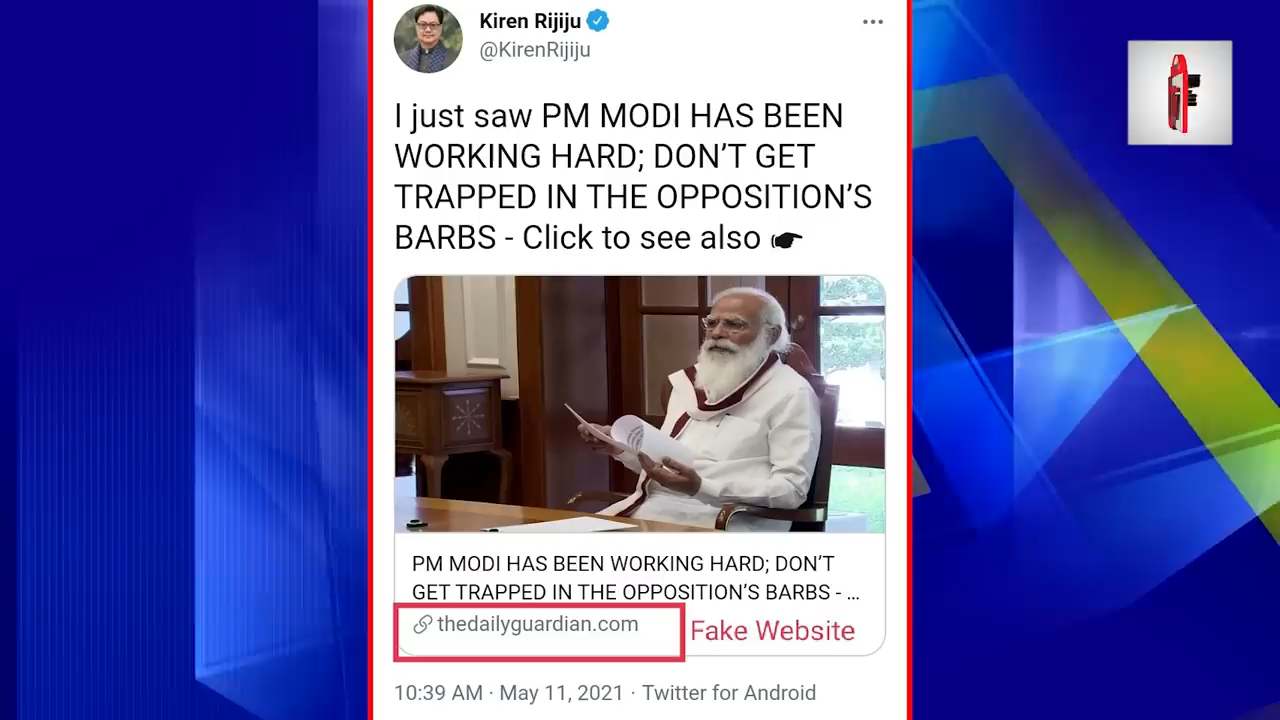 Kiren Rijiju
@KirenRijiju
I just saw PM MODI HAS BEEN
WORKING HARD; DON’T GET
TRAPPED IN THE OPPOSITION’S
BARBS - Click to see also
PM MODI HAS BEEN WORKING HARD; DON’T
GET TRAPPED IN THE OPPOSITION’S BARBS - ...
thedailyguardian.com
Fake Website
10:39 AM · May 11, 2021 · Twitter for Android